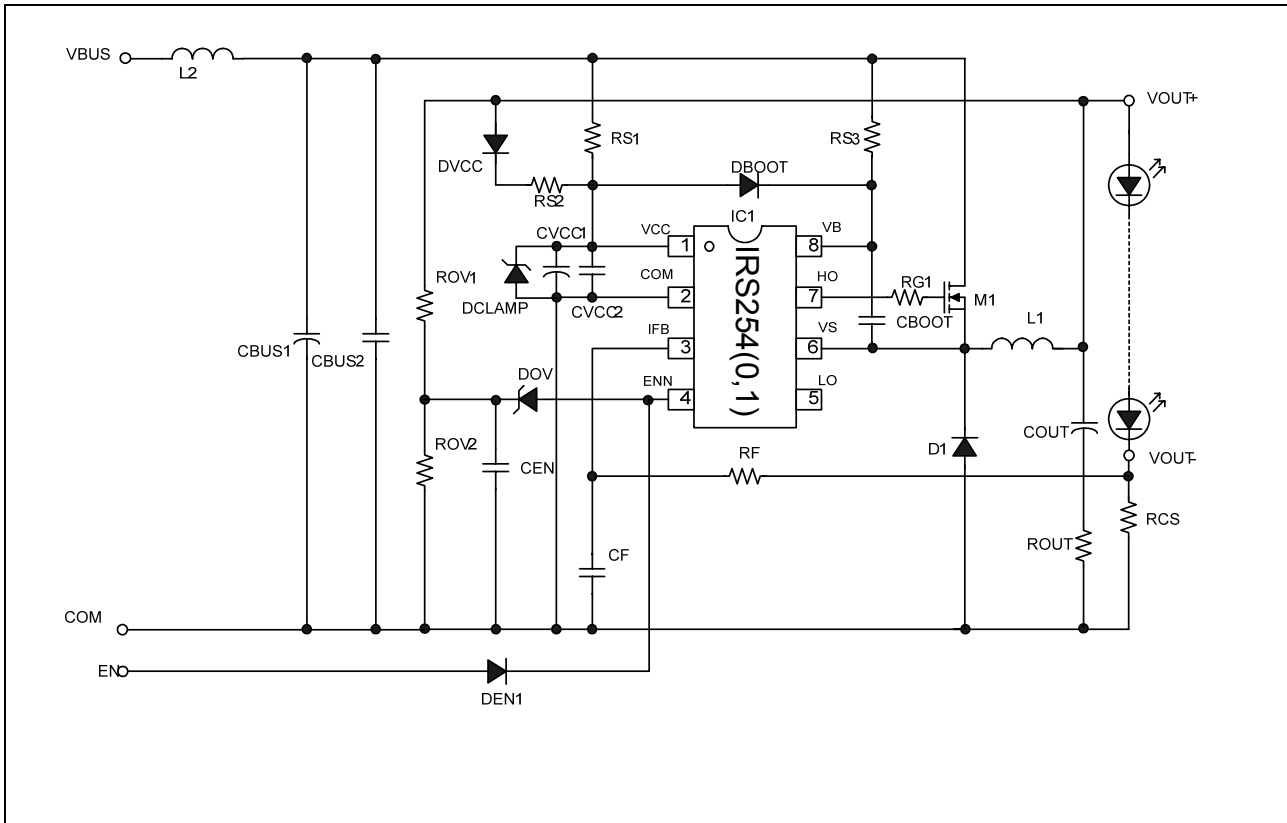 VBUS
L2
VOUT+
RS1
RS3
DVCC
DBOOT
RS2
IC1
CVCC1
VCC
VB
1
8
ROV1
COM
HO
RG1
DCLAMP
2
7
M1
CVCC2
CBOOT
L1
IFB
VS
CBUS1
CBUS2
3
6
DOV
ENN
LO
4
5
IRS254(0,1)
COUT
ROV2
CEN
RF
D1
VOUT-
RCS
ROUT
CF
COM
EN
DEN1